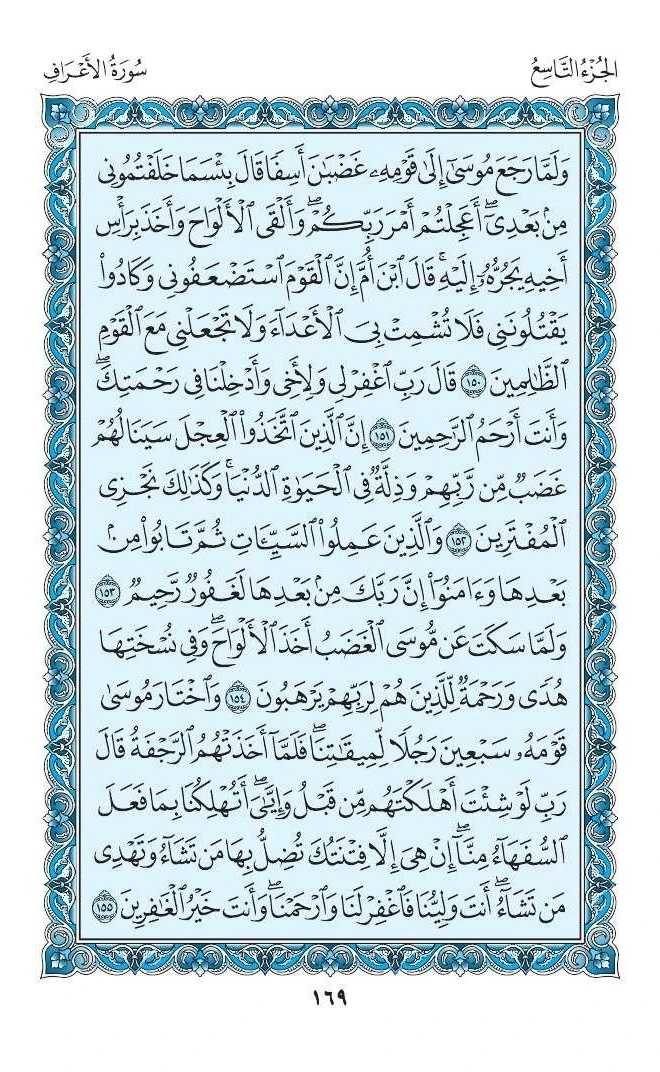 الجُزْءُ التَّاسِعُ
سُورَةُ الأَعْرَافِ
وَلَمَّا رَجَعَ مُوسَىٰٓ إِلَىٰ قَوْمِهِۦ غَضْبَٰنَ أَسِفٗا قَالَ بِئۡسَمَا خَلَفۡتُمُونِي
مِنۢ بَعۡدِيٓۖ أَعَجِلۡتُمۡ أَمۡرَ رَبِّكُمۡۖ وَأَلۡقَى ٱلۡأَلۡوَاحَ وَأَخَذَ بِرَأۡسِ
أَخِيهِ يَجُرُّهُۥٓ إِلَيۡهِۚ قَالَ ٱبۡنَ أُمَّ إِنَّ ٱلۡقَوۡمَ ٱسۡتَضۡعَفُونِي وَكَادُواْ
يَقۡتُلُونَنِي فَلَا تُشۡمِتۡ بِيَ ٱلۡأَعۡدَآءَ وَلَا تَجۡعَلۡنِي مَعَ ٱلۡقَوۡمِ
ٱلظَّٰلِمِينَ ١٥٠ قَالَ رَبِّ ٱغۡفِرۡ لِي وَلِأَخِي وَأَدۡخِلۡنَا فِي رَحۡمَتِكَۖ
وَأَنتَ أَرۡحَمُ ٱلرَّٰحِمِينَ ١٥١ إِنَّ ٱلَّذِينَ ٱتَّخَذُواْ ٱلۡعِجۡلَ سَيَنَالُهُمۡ
غَضَبٞ مِّن رَّبِّهِمۡ وَذِلَّةٞ فِي ٱلۡحَيَوٰةِ ٱلدُّنۡيَاۚ وَكَذَٰلِكَ نَجۡزِي
ٱلۡمُفۡتَرِينَ ١٥٢ وَٱلَّذِينَ عَمِلُواْ ٱلسَّيِّـَٔاتِ ثُمَّ تَابُواْ مِنۢ
بَعۡدِهَا وَءَامَنُوٓاْ إِنَّ رَبَّكَ مِنۢ بَعۡدِهَا لَغَفُورٞ رَّحِيمٞ ١٥٣
وَلَمَّا سَكَتَ عَن مُّوسَى ٱلۡغَضَبُ أَخَذَ ٱلۡأَلۡوَاحَۖ وَفِي نُسۡخَتِهَا
هُدٗى وَرَحۡمَةٞ لِّلَّذِينَ هُمۡ لِرَبِّهِمۡ يَرۡهَبُونَ ١٥٤ وَٱخۡتَارَ مُوسَىٰ
قَوۡمَهُۥ سَبۡعِينَ رَجُلٗا لِّمِيقَٰتِنَاۖ فَلَمَّآ أَخَذَتۡهُمُ ٱلرَّجۡفَةُ قَالَ
رَبِّ لَوۡ شِئۡتَ أَهۡلَكۡتَهُم مِّن قَبۡلُ وَإِيَّٰيَۖ أَتُهۡلِكُنَا بِمَا فَعَلَ
ٱلسُّفَهَآءُ مِنَّآۖ إِنۡ هِيَ إِلَّا فِتۡنَتُكَ تُضِلُّ بِهَا مَن تَشَآءُ وَتَهۡدِي
مَن تَشَآءُۖ أَنتَ وَلِيُّنَا فَٱغۡفِرۡ لَنَا وَٱرۡحَمۡنَاۖ وَأَنتَ خَيۡرُ ٱلۡغَٰفِرِينَ ١٥٥
١٦٩